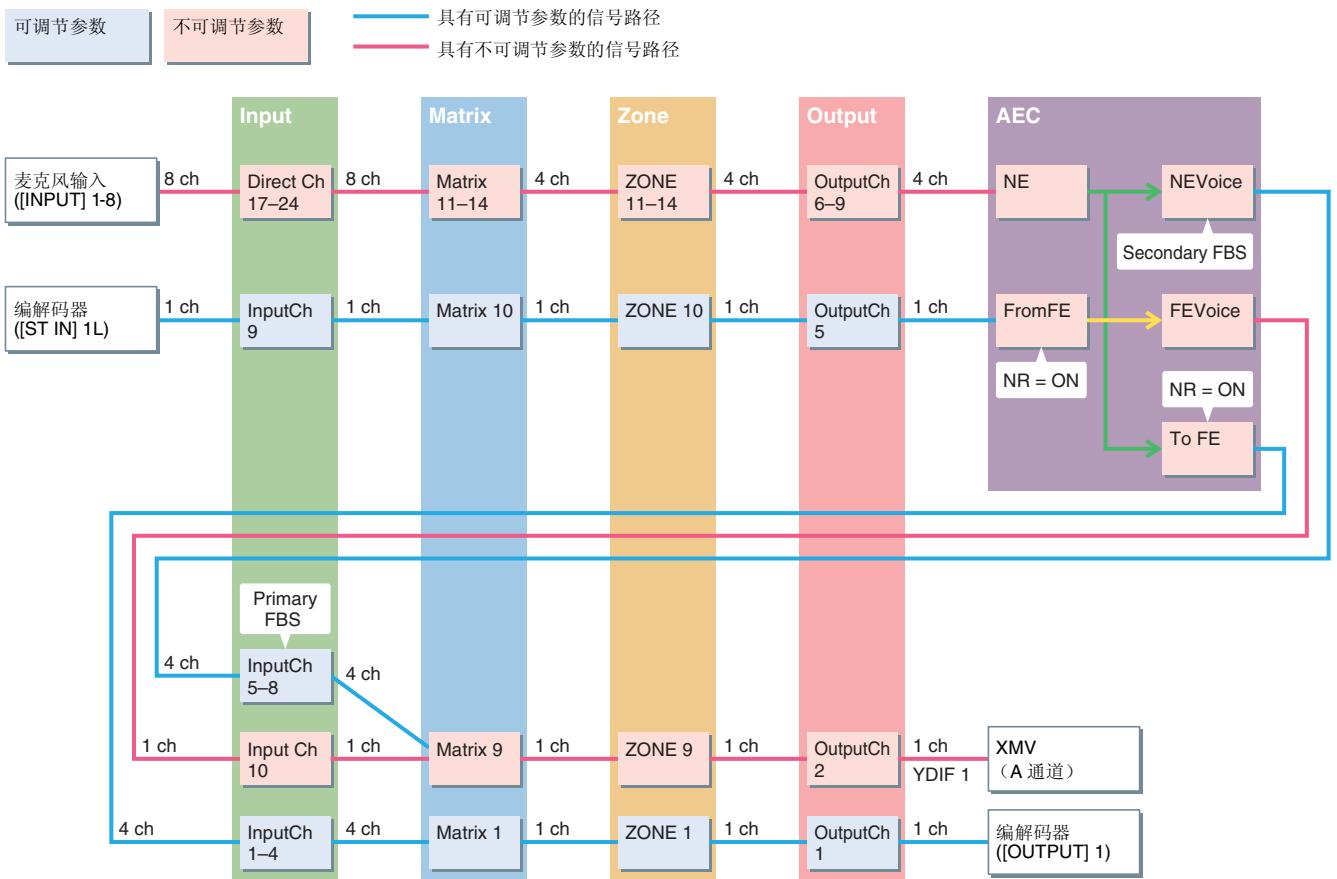 可调节参数
不可调节参数
具有可调节参数的信号路径
具有不可调节参数的信号路径
Input
Matrix
Zone
Output
AEC
麦克风输入
([INPUT] 1-8)
8 ch
Direct Ch
17–24
8 ch
Matrix
11–14
4 ch
ZONE
11–14
4 ch
OutputCh
6–9
4 ch
NE
NEVoice
Secondary FBS
编解码器
([ST IN] 1L)
1 ch
InputCh
9
1 ch
Matrix 10
1 ch
ZONE 10
1 ch
OutputCh
5
1 ch
FromFE
FEVoice
NR = ON
NR = ON
To FE
Primary
FBS
4 ch
InputCh
5–8
4 ch
1 ch
Input Ch
10
1 ch
Matrix 9
1 ch
ZONE 9
1 ch
OutputCh
2
1 ch
YDIF 1
XMV
（A 通道）
4 ch
InputCh
1–4
4 ch
Matrix 1
1 ch
ZONE 1
1 ch
OutputCh
1
1 ch
编解码器
([OUTPUT] 1)